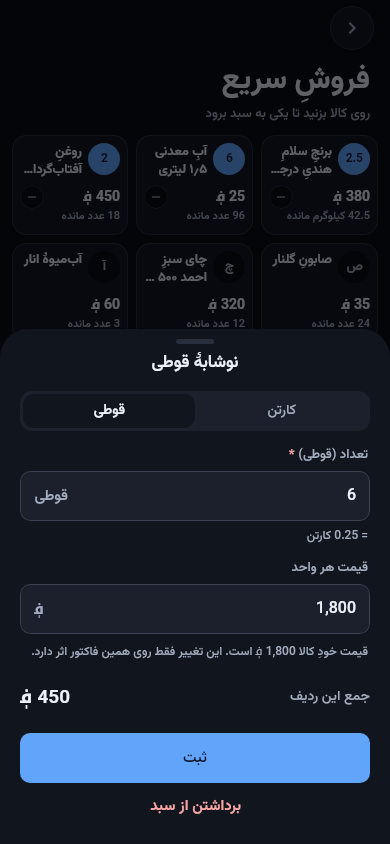 فروشِ سریع
روی کالا بزنید تا یکی به سبد برود
2.5
برنجِ سلامِ
هندیِ درجـ…
380 ؋
42.5 کیلوگرم مانده
6
آبِ معدنی
۱٫۵ لیتری
25 ؋
96 عدد مانده
2
روغنِ
آفتاب‌گردا…
450 ؋
18 عدد مانده
ص
صابونِ گلنار
35 ؋
24 عدد مانده
چ
چای سبزِ
احمد ۵۰۰ …
320 ؋
12 عدد مانده
آ
آب‌میوهٔ انار
60 ؋
3 عدد مانده
نوشابهٔ قوطی
کارتن
قوطی
تعداد (قوطی) *
6
قوطی
= 0.25 کارتن
قیمت هر واحد
1,800
؋
قیمت خودِ کالا 1,800 ؋ است. این تغییر فقط روی همین فاکتور اثر دارد.
جمع این ردیف
450 ؋
ثبت
برداشتن از سبد